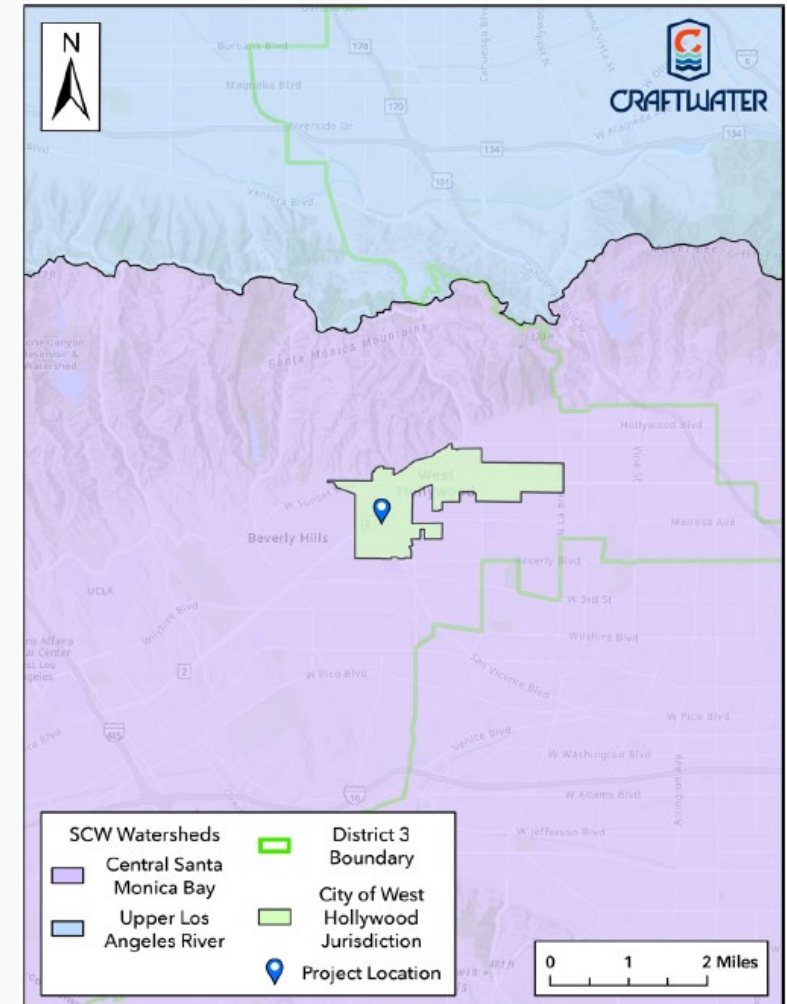 Burbank Blvd
170
Magnolia Blvd
N
CRAFTWATER
5
170
Riverside Dr
134
W Alameda
134
Blvd
101
Ventura Blvd
Santa Monica Mountains
Reservoir &
Watershed
Hollywood Blvd
West
Hollywood
Vine St
W Sunset
N La Br
Melrose Ave
Beverly Hills
Beverly Blvd
UCLA
W 3rd St
Wilshire Blvd
Wilshire Blvd
2
W Pico Blvd
San Vicente Blvd
W Pico Blvd
405
Venice Blvd
W Washington Blvd
10
W Adams Blvd
Arlington Ave
W Jefferson Blvd
SCW Watersheds
Central Santa
Monica Bay
Upper Los
Angeles River
District 3
Boundary
City of West
Hollywood
Jurisdiction
Project Location
0 1 2 Miles